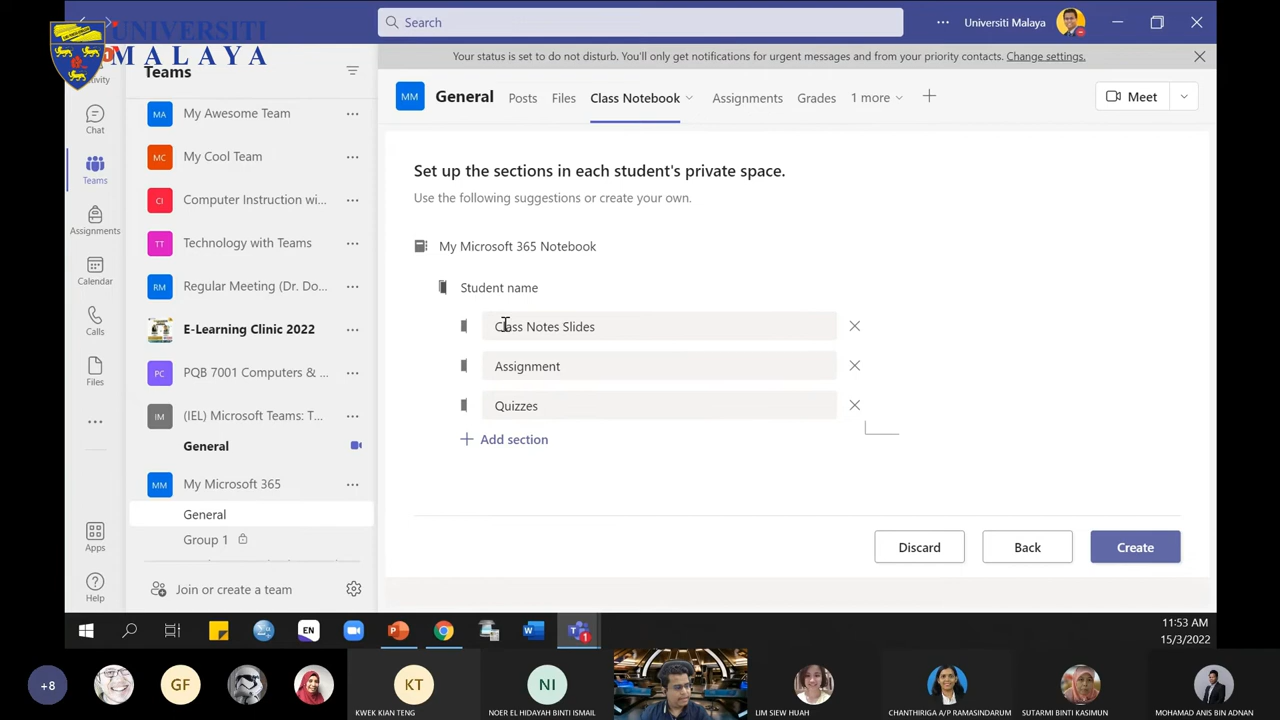 UNIVERSITI
MALAYA
Search
Universiti Malaya
Your status is set to do not disturb. You'll only get notifications for urgent messages and from your priority contacts. Change settings.
Teams
MM
General
Posts
Files
Class Notebook
Assignments
Grades
1 more
Meet
Chat
Teams
Assignments
Calendar
Calls
Files
Apps
Help
MA
My Awesome Team
MC
My Cool Team
CI
Computer Instruction wi...
TT
Technology with Teams
RM
Regular Meeting (Dr. Do...
E-Learning Clinic 2022
PC
PQB 7001 Computers & ...
IM
(IEL) Microsoft Teams: T...
General
MM
My Microsoft 365
General
Group 1
Join or create a team
Set up the sections in each student's private space.
Use the following suggestions or create your own.
My Microsoft 365 Notebook
Student name
Class Notes Slides
Assignment
Quizzes
Add section
Discard
Back
Create
EN
1
11:53 AM
15/3/2022
+8
GF
KT
KWEK KIAN TENG
NI
NOER EL HIDAYAH BINTI ISMAIL
LIM SIEW HUAH
CHANTHIRIGA A/P RAMASINDARUM
SUTARMI BINTI KASIMUN
MOHAMAD ANIS BIN ADNAN